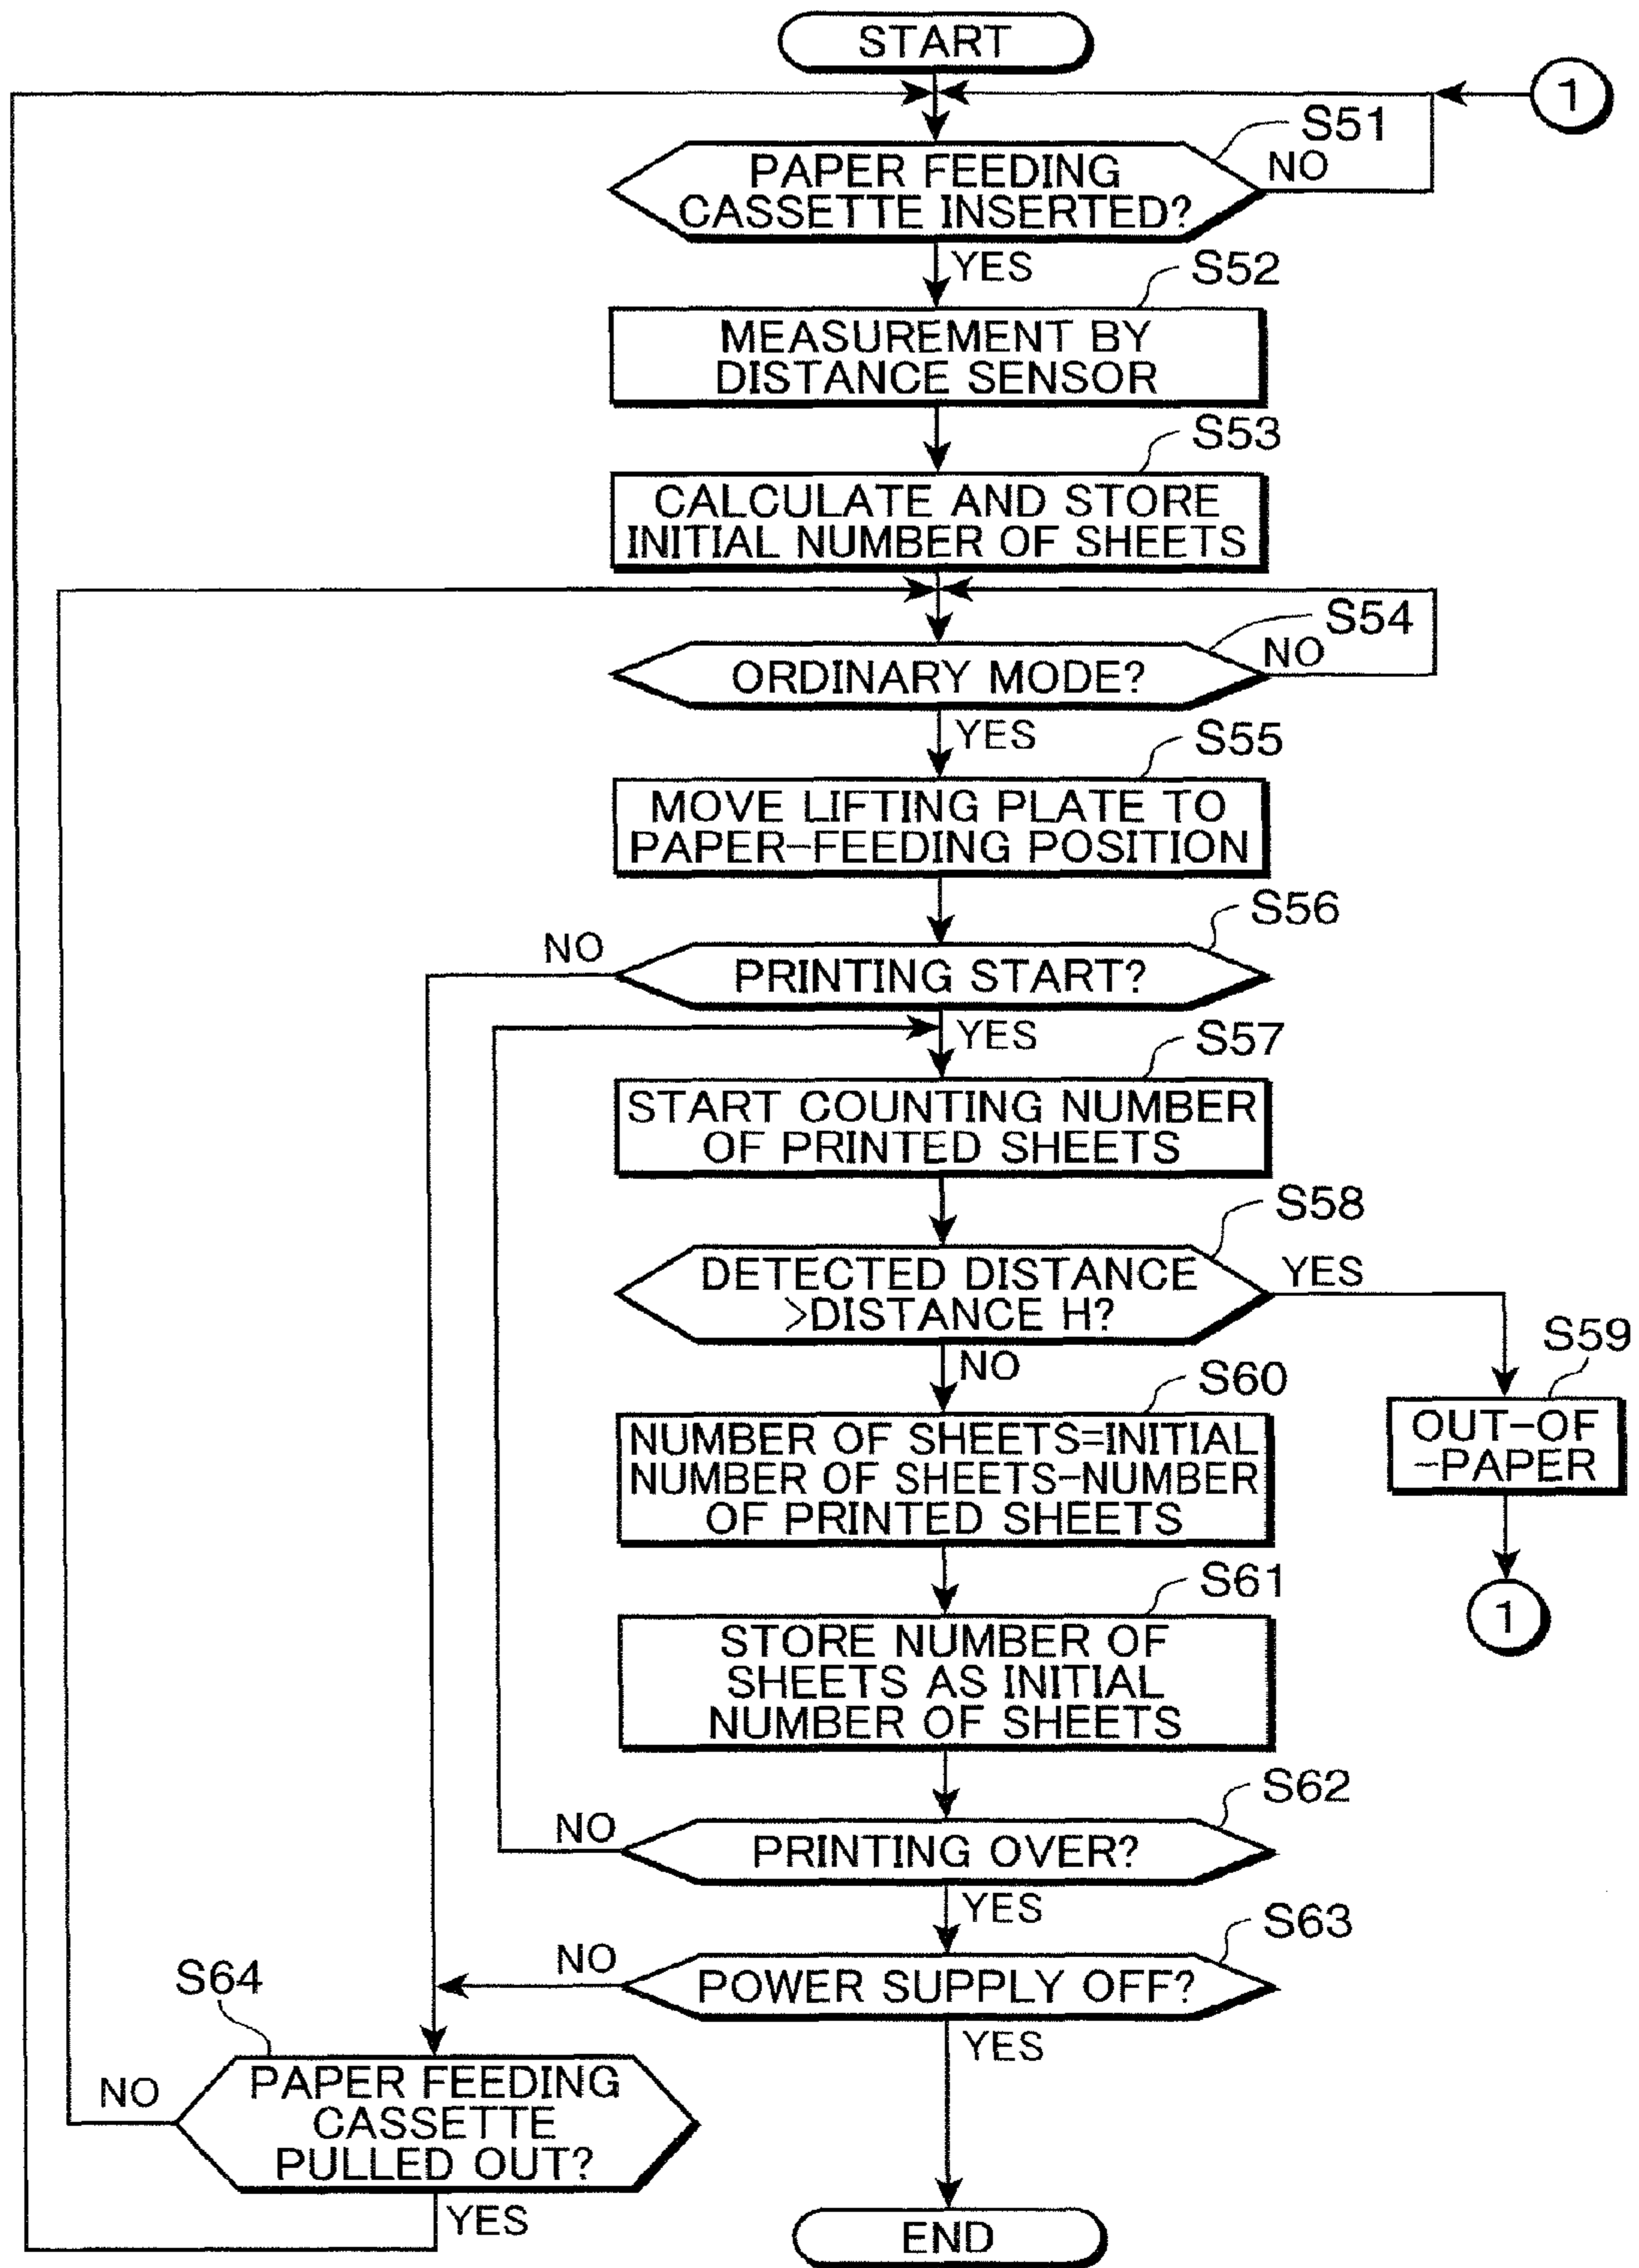 START
1
S51
PAPER FEEDING
CASSETTE INSERTED?
NO
YES
S52
MEASUREMENT BY
DISTANCE SENSOR
S53
CALCULATE AND STORE
INITIAL NUMBER OF SHEETS
S54
ORDINARY MODE?
NO
YES
S55
MOVE LIFTING PLATE TO
PAPER-FEEDING POSITION
S56
NO
PRINTING START?
YES
S57
START COUNTING NUMBER
OF PRINTED SHEETS
S58
DETECTED DISTANCE
>DISTANCE H?
YES
S59
OUT-OF
-PAPER
1
NO
S60
NUMBER OF SHEETS=INITIAL
NUMBER OF SHEETS-NUMBER
OF PRINTED SHEETS
S61
STORE NUMBER OF
SHEETS AS INITIAL
NUMBER OF SHEETS
S62
NO
PRINTING OVER?
YES
S63
NO
POWER SUPPLY OFF?
YES
S64
NO
PAPER FEEDING
CASSETTE
PULLED OUT?
YES
END